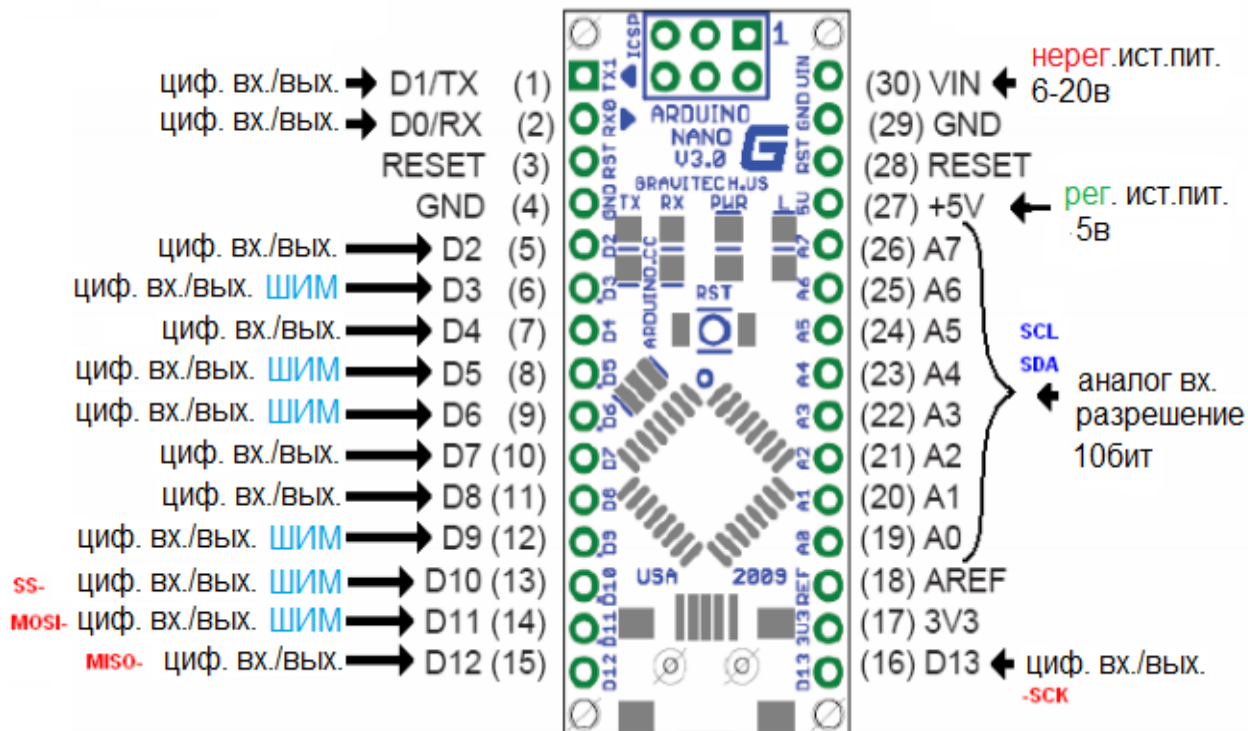 циф. вх./вых. D1/TX (1)
циф. вх./вых. D0/RX (2)
RESET (3)
GND (4)
циф. вх./вых. D2 (5)
циф. вх./вых. ШИМ D3 (6)
циф. вх./вых. D4 (7)
циф. вх./вых. ШИМ D5 (8)
циф. вх./вых. ШИМ D6 (9)
циф. вх./вых. D7 (10)
циф. вх./вых. D8 (11)
циф. вх./вых. ШИМ D9 (12)
SS- циф. вх./вых. ШИМ D10 (13)
MOSI- циф. вх./вых. ШИМ D11 (14)
MISO- циф. вх./вых. D12 (15)
ICSP
1
TX1
RX0
RST
GND
D2
D3
D4
D5
D6
D7
D8
D9
D10
D11
D12
ARDUINO
NANO
V3.0
G
GRAVITECH.US
TX RX PWR L
ARDUINO.CC
RST
USA 2009
VIN
GND
RST
5V
A7
A6
A5
A4
A3
A2
A1
A0
REF
3V3
D13
(30) VIN нерег.ист.пит.
6-20в
(29) GND
(28) RESET
(27) +5V рег. ист.пит.
5в
(26) A7
(25) A6
(24) A5 SCL
(23) A4 SDA
(22) A3
(21) A2
(20) A1
(19) A0
аналог вх.
разрешение
10бит
(18) AREF
(17) 3V3
(16) D13 циф. вх./вых.
-SCK